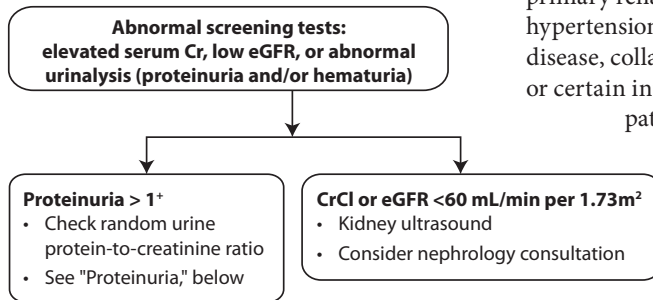 Abnormal screening tests:
elevated serum Cr, low eGFR, or abnormal
urinalysis (proteinuria and/or hematuria)
primary rena
hypertension
disease, colla
or certain in
pat
Proteinuria > 1⁺
• Check random urine
protein-to-creatinine ratio
• See "Proteinuria," below
CrCl or eGFR <60 mL/min per 1.73m²
• Kidney ultrasound
• Consider nephrology consultation